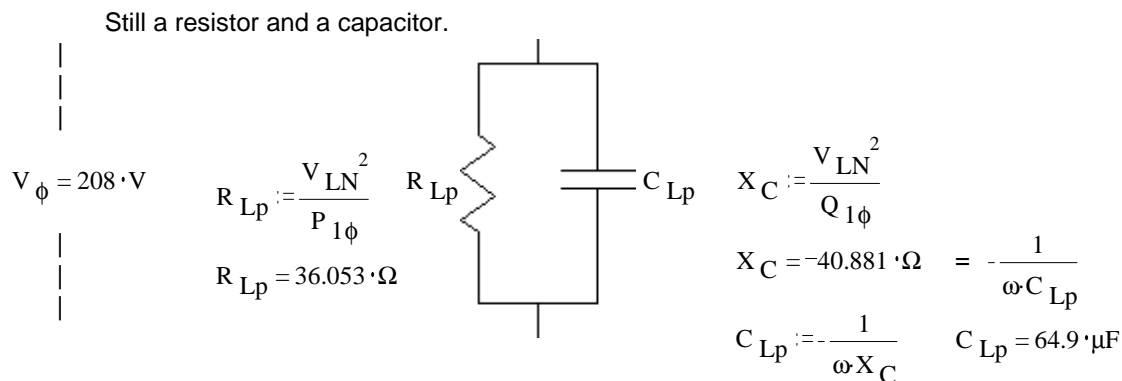 Still a resistor and a capacitor.
V ϕ = 208 · V
R Lp := V LN ² / P 1ϕ
R Lp = 36.053 · Ω
R Lp
C Lp
X C := V LN ² / Q 1ϕ
X C = -40.881 · Ω = - 1 / ω· C Lp
C Lp := - 1 / ω· X C C Lp = 64.9 · μF